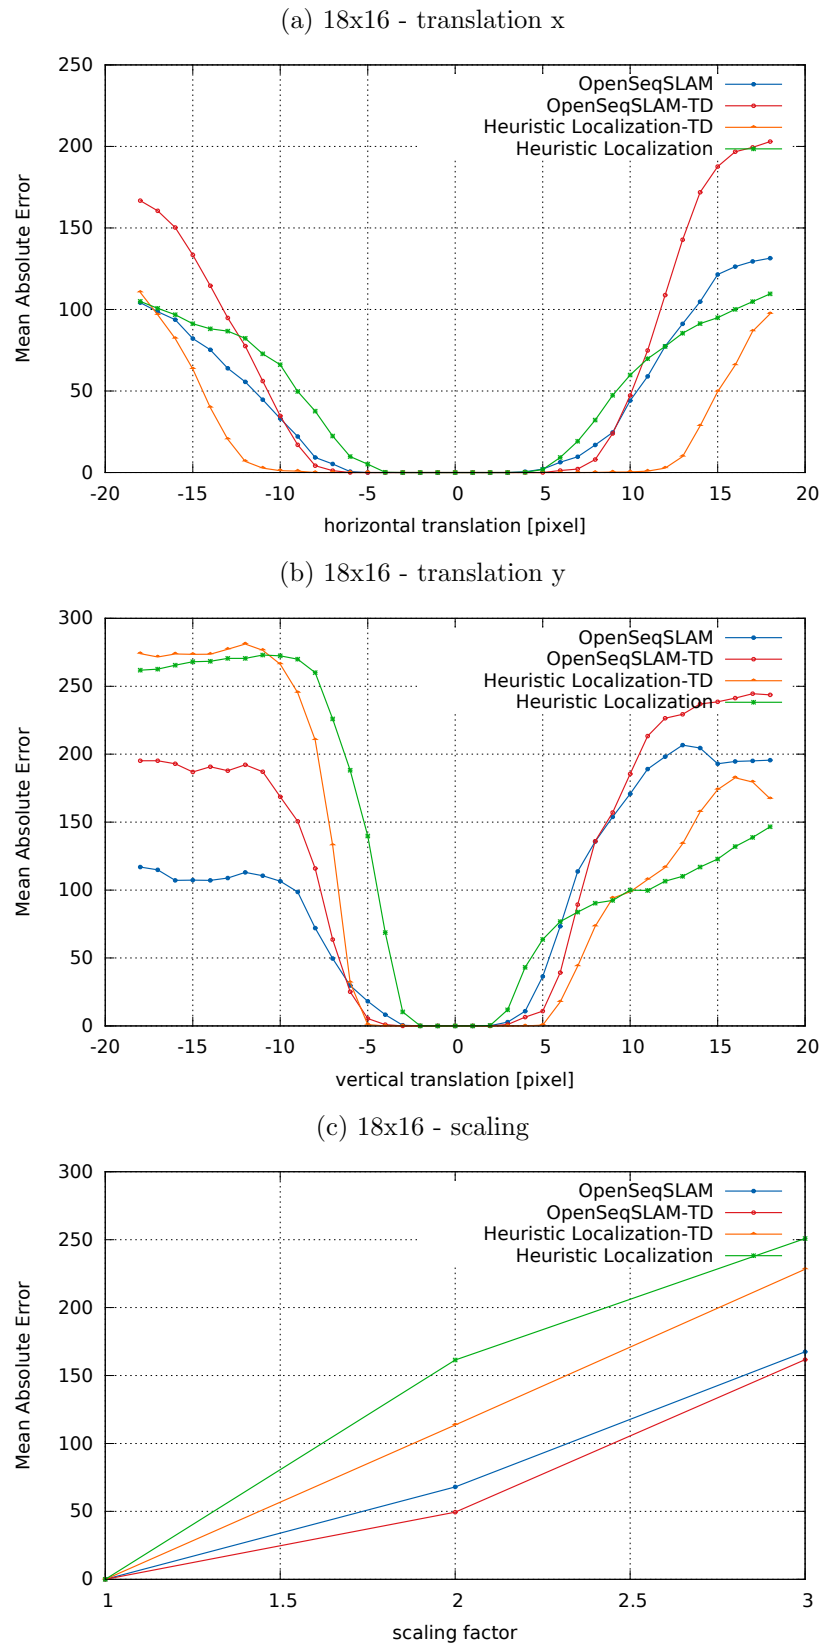 (a) 18x16 - translation x
250
200
150
100
50
0
-20 -15 -10 -5 0 5 10 15 20
Mean Absolute Error
horizontal translation [pixel]
OpenSeqSLAM
OpenSeqSLAM-TD
Heuristic Localization-TD
Heuristic Localization
(b) 18x16 - translation y
300
250
200
150
100
50
0
-20 -15 -10 -5 0 5 10 15 20
Mean Absolute Error
vertical translation [pixel]
OpenSeqSLAM
OpenSeqSLAM-TD
Heuristic Localization-TD
Heuristic Localization
(c) 18x16 - scaling
300
250
200
150
100
50
0
1 1.5 2 2.5 3
Mean Absolute Error
scaling factor
OpenSeqSLAM
OpenSeqSLAM-TD
Heuristic Localization-TD
Heuristic Localization